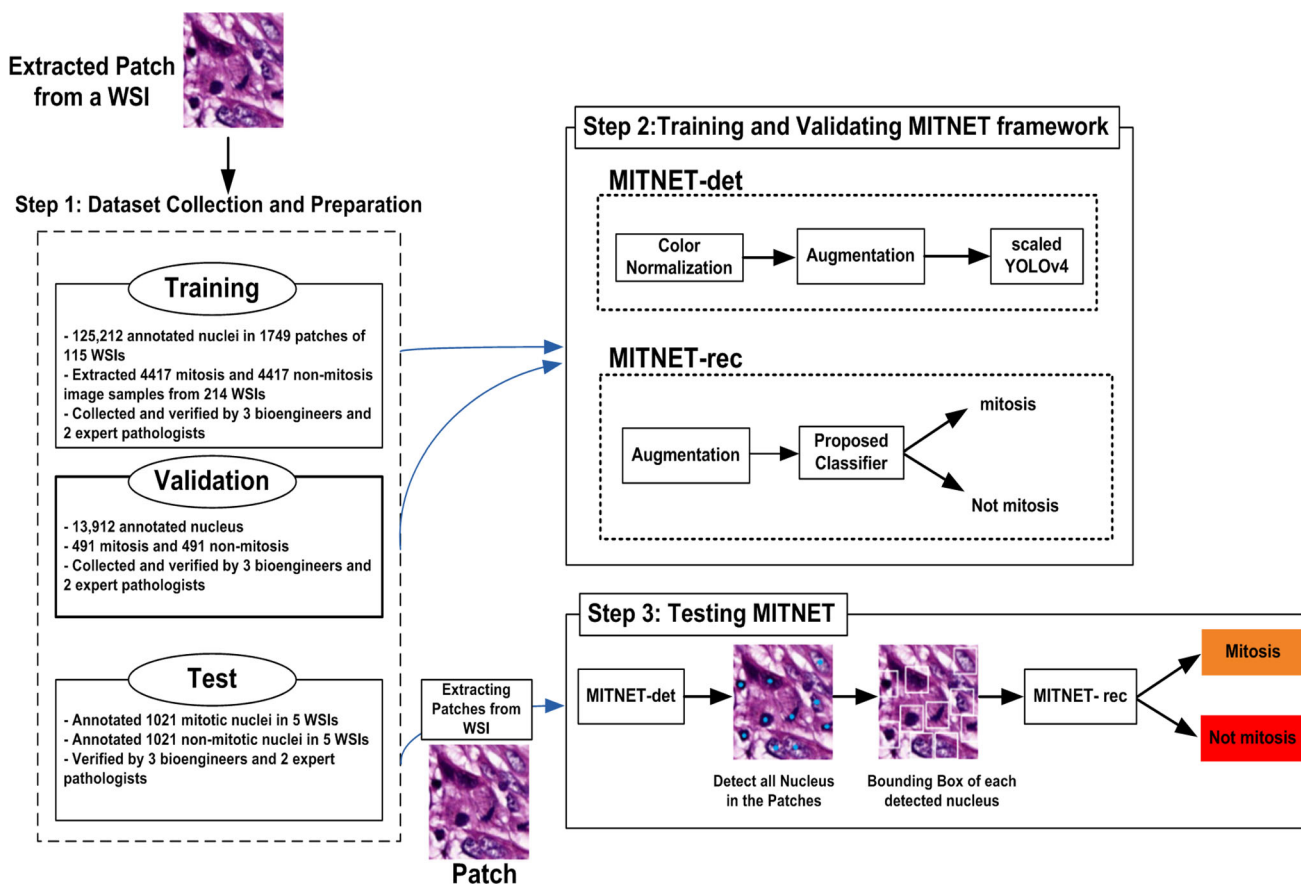 Extracted Patch
from a WSI
Step 1: Dataset Collection and Preparation
Training
- 125,212 annotated nuclei in 1749 patches of
115 WSIs
- Extracted 4417 mitosis and 4417 non-mitosis
image samples from 214 WSIs
- Collected and verified by 3 bioengineers and
2 expert pathologists
Validation
- 13,912 annotated nucleus
- 491 mitosis and 491 non-mitosis
- Collected and verified by 3 bioengineers and
2 expert pathologists
Test
- Annotated 1021 mitotic nuclei in 5 WSIs
- Annotated 1021 non-mitotic nuclei in 5 WSIs
- Verified by 3 bioengineers and 2 expert
pathologists
Extracting
Patches from
WSI
Patch
Step 2:Training and Validating MITNET framework
MITNET-det
Color
Normalization
Augmentation
scaled
YOLOv4
MITNET-rec
Augmentation
Proposed
Classifier
mitosis
Not mitosis
Step 3: Testing MITNET
MITNET-det
Detect all Nucleus
in the Patches
Bounding Box of each
detected nucleus
MITNET- rec
Mitosis
Not mitosis